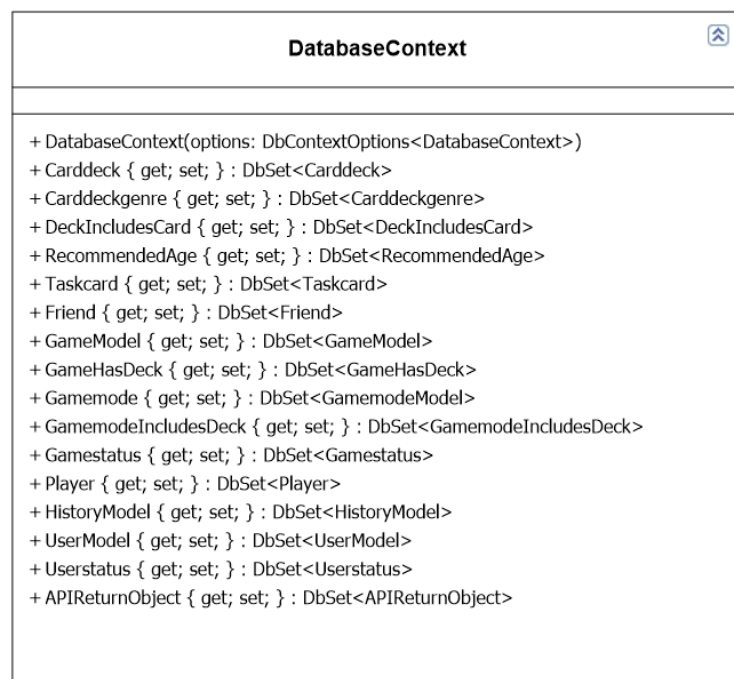 DatabaseContext
+ DatabaseContext(options: DbContextOptions<DatabaseContext>)
+ Carddeck { get; set; } : DbSet<Carddeck>
+ Carddeckgenre { get; set; } : DbSet<Carddeckgenre>
+ DeckIncludesCard { get; set; } : DbSet<DeckIncludesCard>
+ RecommendedAge { get; set; } : DbSet<RecommendedAge>
+ Taskcard { get; set; } : DbSet<Taskcard>
+ Friend { get; set; } : DbSet<Friend>
+ GameModel { get; set; } : DbSet<GameModel>
+ GameHasDeck { get; set; } : DbSet<GameHasDeck>
+ Gamemode { get; set; } : DbSet<GamemodeModel>
+ GamemodeIncludesDeck { get; set; } : DbSet<GamemodeIncludesDeck>
+ Gamestatus { get; set; } : DbSet<Gamestatus>
+ Player { get; set; } : DbSet<Player>
+ HistoryModel { get; set; } : DbSet<HistoryModel>
+ UserModel { get; set; } : DbSet<UserModel>
+ Userstatus { get; set; } : DbSet<Userstatus>
+ APIReturnObject { get; set; } : DbSet<APIReturnObject>